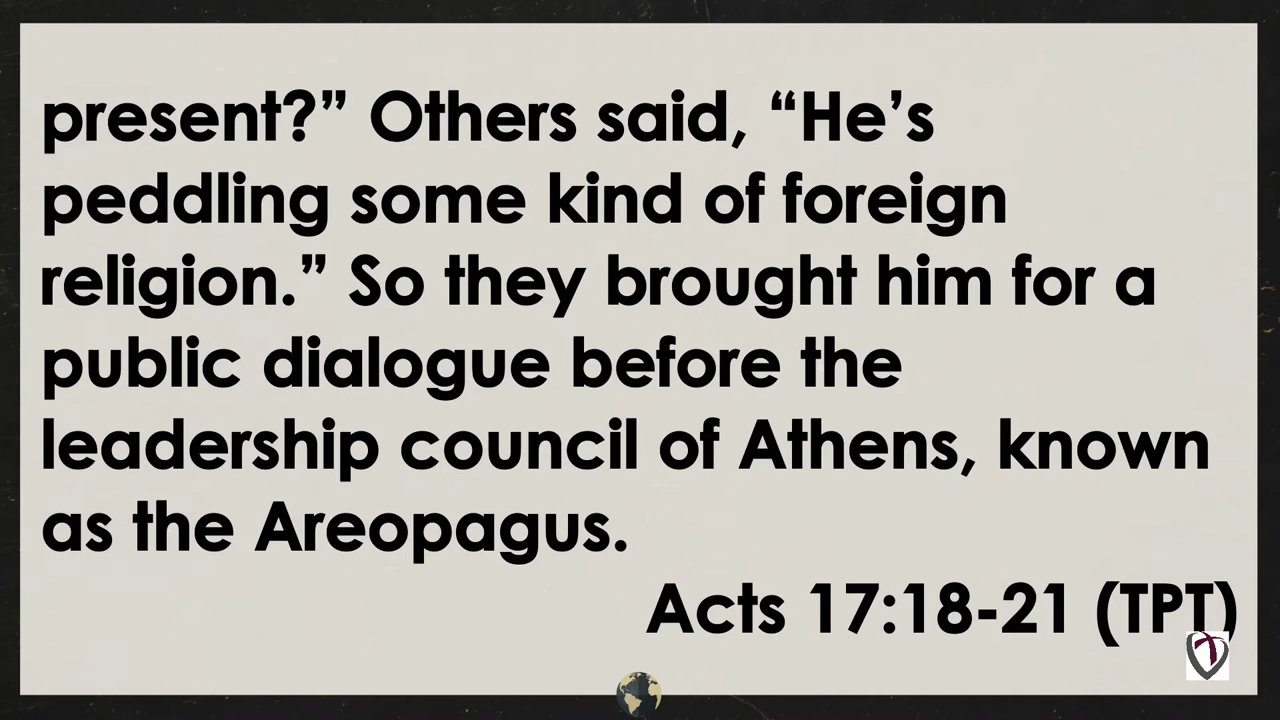 present?” Others said, “He’s
peddling some kind of foreign
religion.” So they brought him for a
public dialogue before the
leadership council of Athens, known
as the Areopagus.
Acts 17:18-21 (TPT)